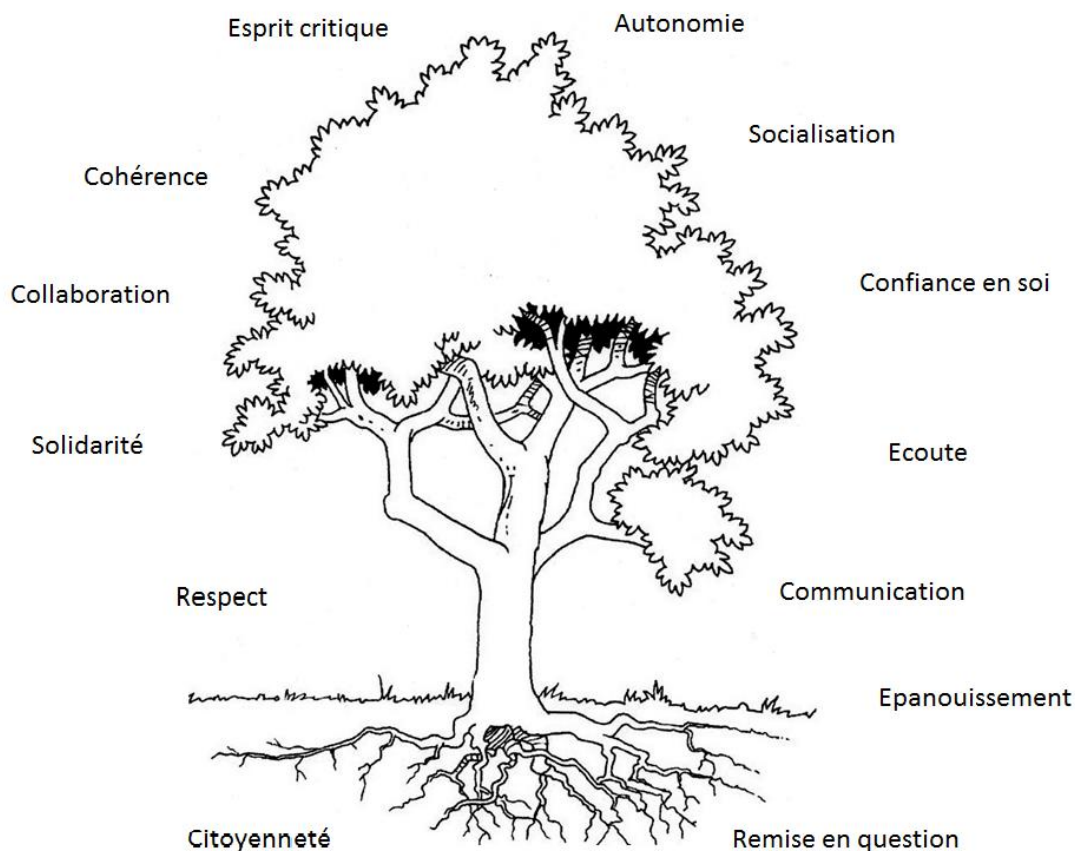 Esprit critique
Autonomie
Socialisation
Cohérence
Confiance en soi
Collaboration
Solidarité
Ecoute
Respect
Communication
Epanouissement
Citoyenneté
Remise en question